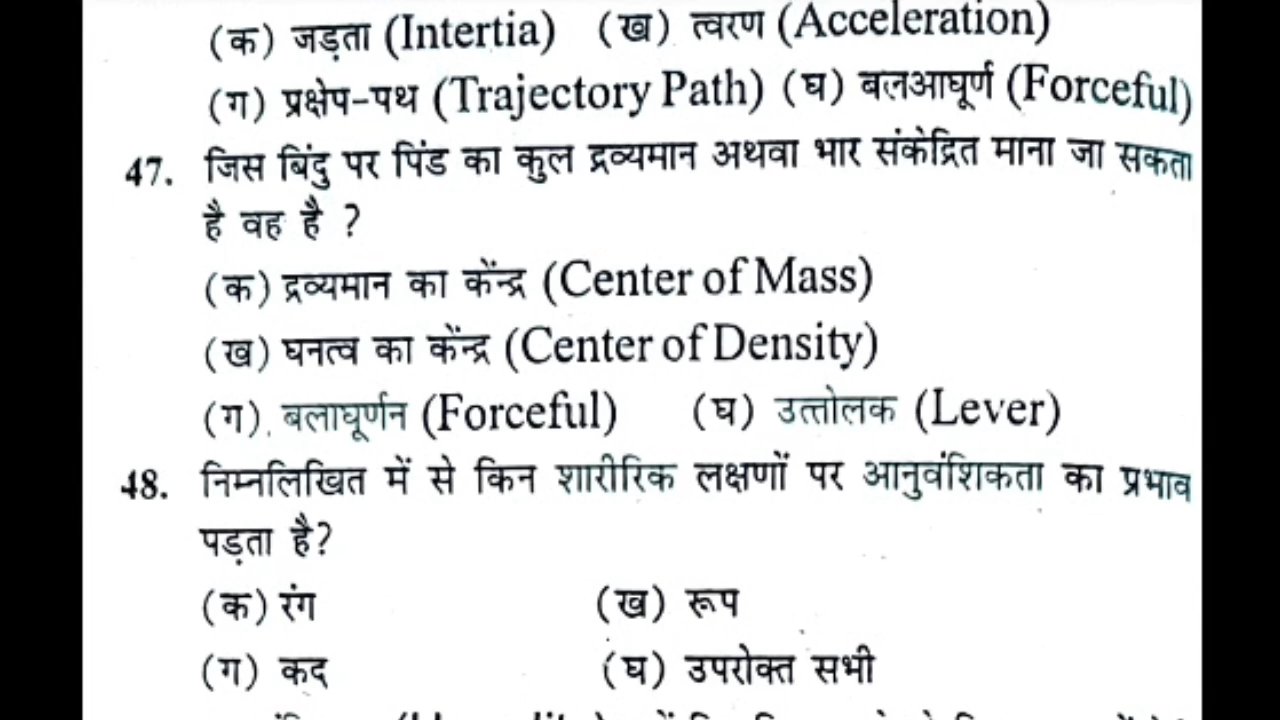 (क) जड़ता (Intertia) (ख) त्वरण (Acceleration)
(ग) प्रक्षेप-पथ (Trajectory Path) (घ) बलआघूर्ण (Forceful)
47. जिस बिंदु पर पिंड का कुल द्रव्यमान अथवा भार संकेद्रित माना जा सकता
है वह है ?
(क) द्रव्यमान का केंन्द्र (Center of Mass)
(ख) घनत्व का केंन्द्र (Center of Density)
(ग). बलाघूर्णन (Forceful) (घ) उत्तोलक (Lever)
48. निम्नलिखित में से किन शारीरिक लक्षणों पर आनुवंशिकता का प्रभाव
पड़ता है?
(क) रंग (ख) रूप
(ग) कद (घ) उपरोक्त सभी